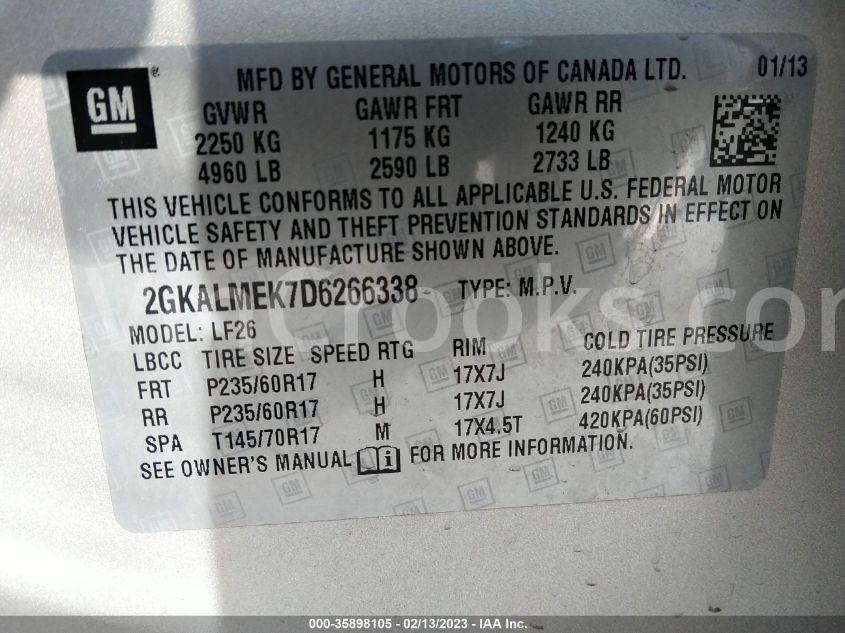 GM ® MFD BY GENERAL MOTORS OF CANADA LTD. 01/13
GVWR GAWR FRT GAWR RR
2250 KG 1175 KG 1240 KG
4960 LB 2590 LB 2733 LB
THIS VEHICLE CONFORMS TO ALL APPLICABLE U.S. FEDERAL MOTOR
VEHICLE SAFETY AND THEFT PREVENTION STANDARDS IN EFFECT ON
THE DATE OF MANUFACTURE SHOWN ABOVE.
2GKALMEK7D6266338 TYPE: M.P.V.
Crooks.com
MODEL: LF26
LBCC TIRE SIZE SPEED RTG RIM COLD TIRE PRESSURE
FRT P235/60R17 H 17X7J 240KPA(35PSI)
RR P235/60R17 H 17X7J 240KPA(35PSI)
SPA T145/70R17 M 17X4.5T 420KPA(60PSI)
SEE OWNER'S MANUAL i FOR MORE INFORMATION.
000-35898105 - 02/13/2023 - IAA Inc.